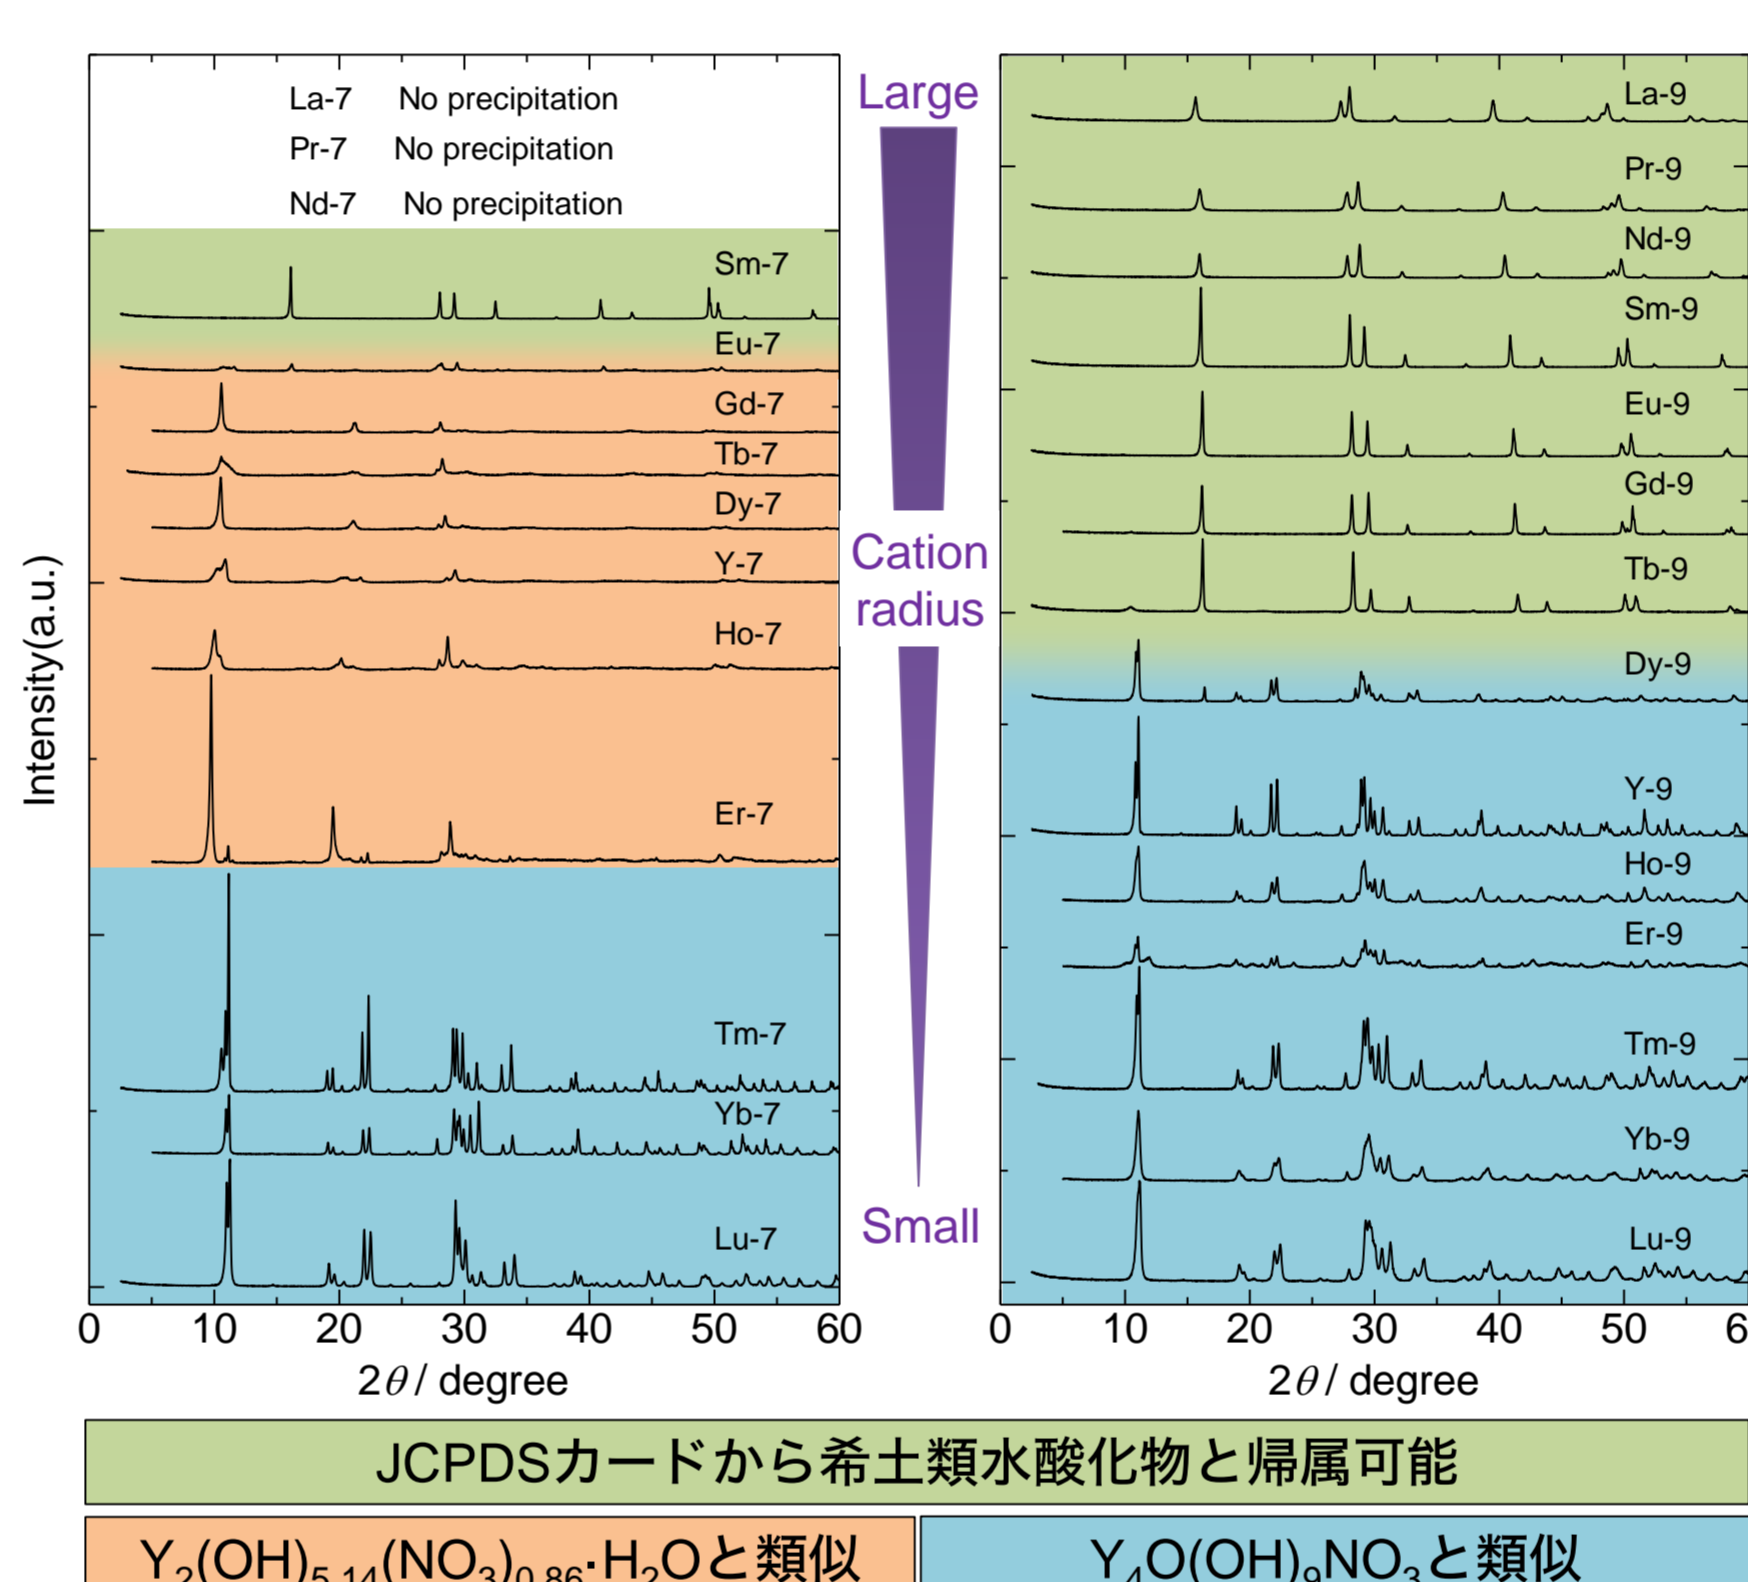 La-7 No precipitation
Pr-7 No precipitation
Nd-7 No precipitation
Sm-7
Eu-7
Gd-7
Tb-7
Dy-7
Y-7
Ho-7
Er-7
Tm-7
Yb-7
Lu-7
Intensity(a.u.)
0 10 20 30 40 50 60
2θ / degree
Large
Cation
radius
Small
La-9
Pr-9
Nd-9
Sm-9
Eu-9
Gd-9
Tb-9
Dy-9
Y-9
Ho-9
Er-9
Tm-9
Yb-9
Lu-9
0 10 20 30 40 50 6
2θ / degree
JCPDSカードから希土類水酸化物と帰属可能
Y₂(OH)₅.₁₄(NO₃)₀.₈₆·H₂Oと類似
Y₄O(OH)₉NO₃と類似